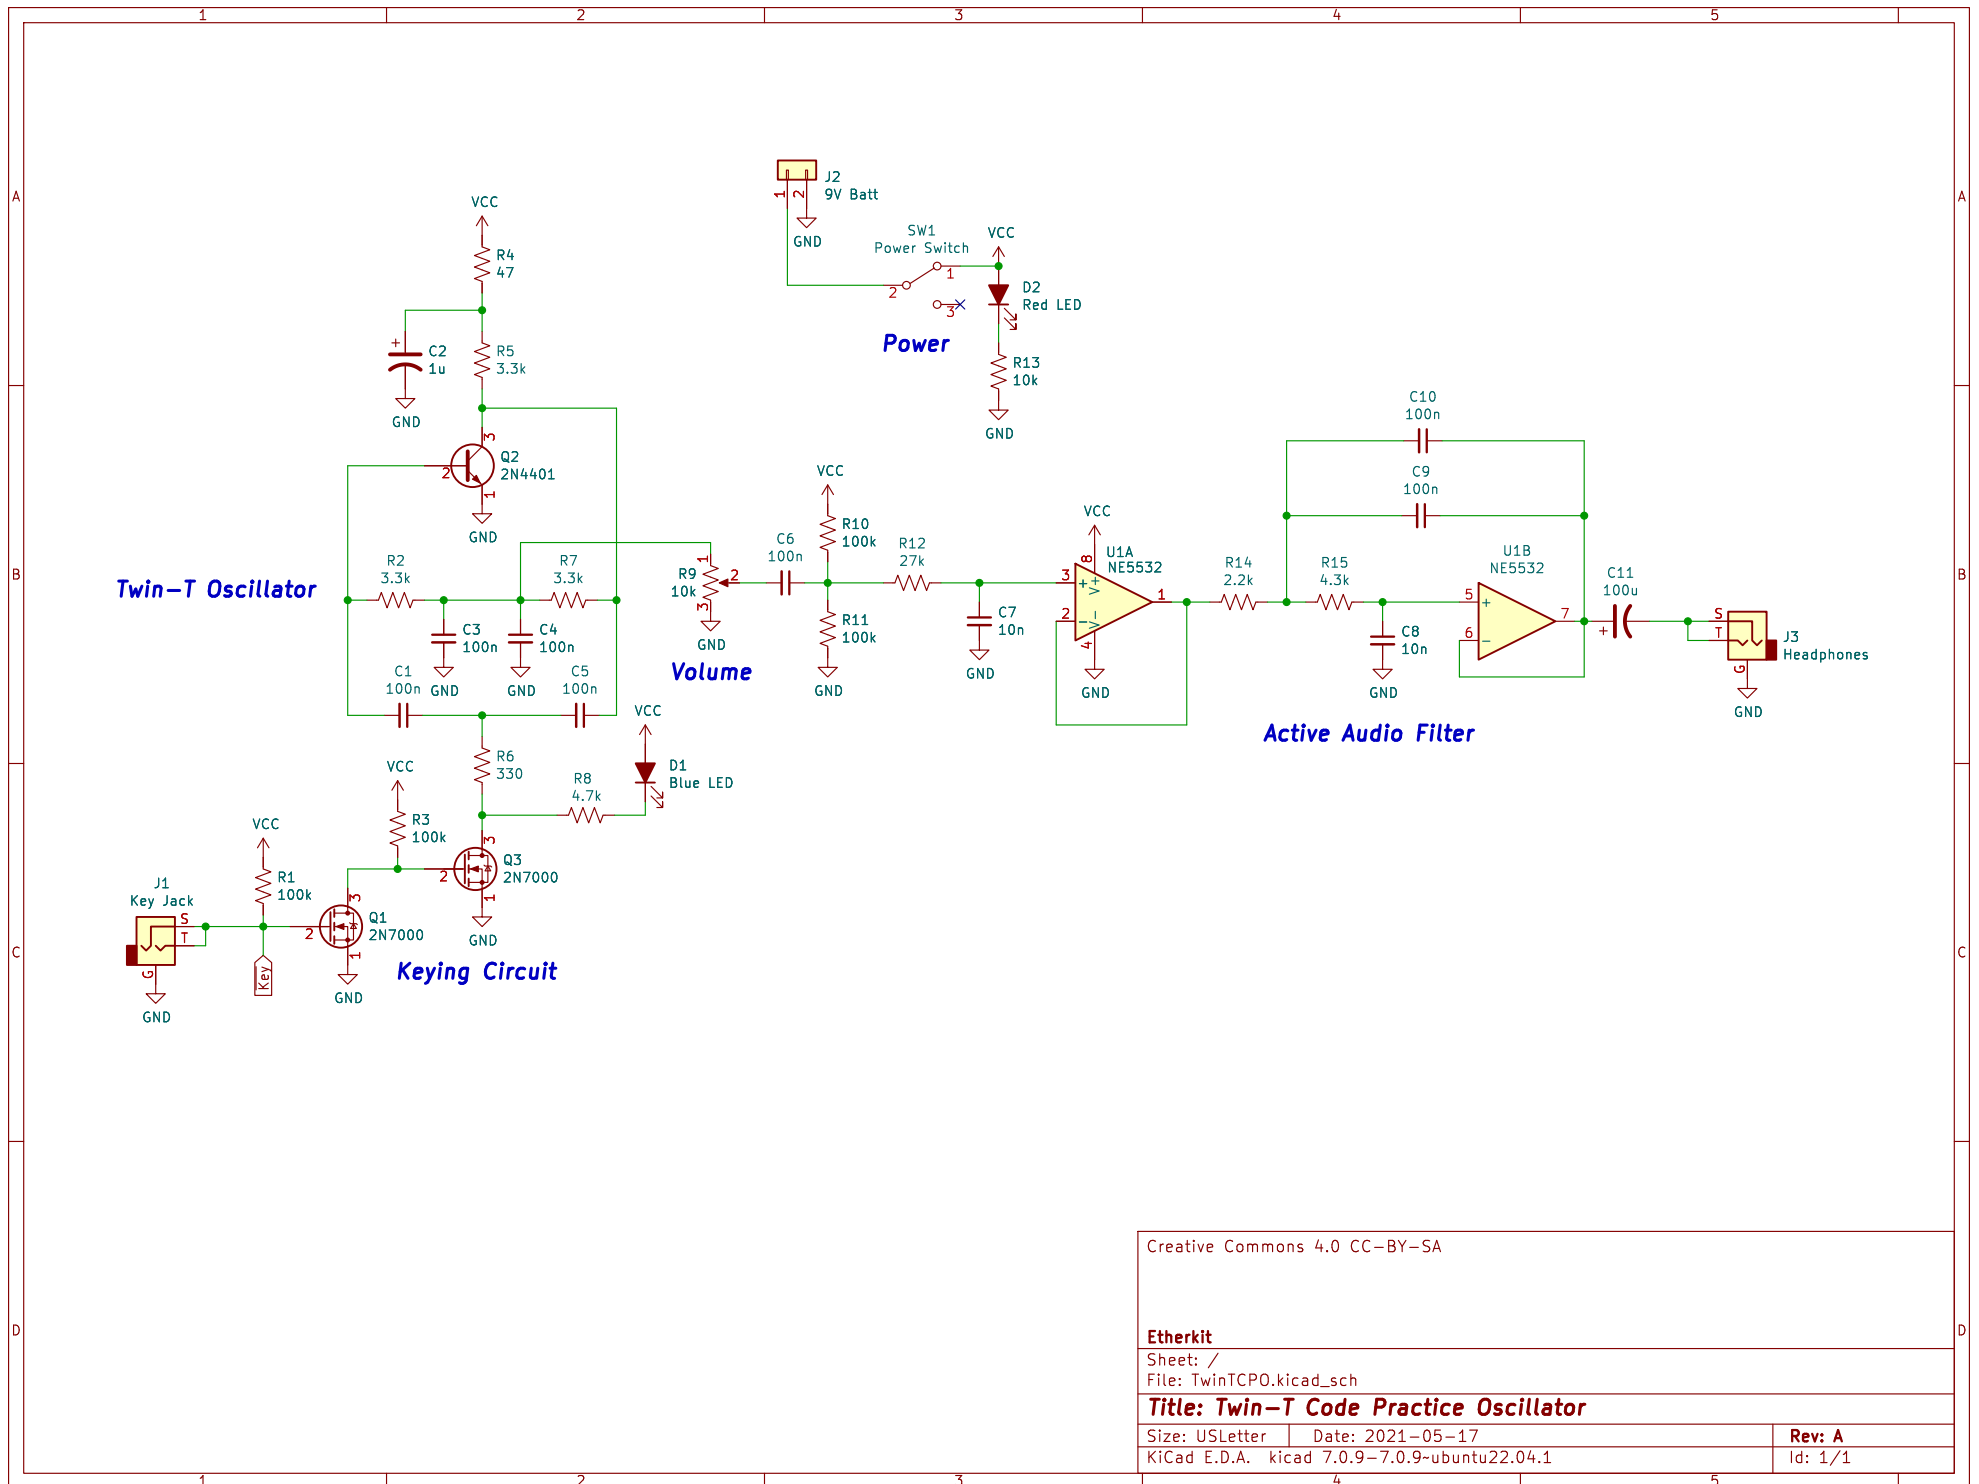 1 2 3 4 5
A
B
C
D
A
B
C
D
1 2 3 4 5
J2
9V Batt
1 2
GND
SW1
Power Switch
2
1
3
VCC
D2
Red LED
R13
10k
GND
Power
VCC
R4
47
C2
1u
+
GND
R5
3.3k
3
Q2
2N4401
2
1
GND
Twin-T Oscillator
R2
3.3k
R7
3.3k
C3
100n
GND
C4
100n
GND
C1
100n
C5
100n
R9
10k
1
2
3
GND
Volume
C6
100n
VCC
R10
100k
R11
100k
GND
R12
27k
C7
10n
GND
VCC
U1A
NE5532
8
3
+
V+
2
-
V-
1
4
GND
R14
2.2k
R15
4.3k
C10
100n
C9
100n
C8
10n
GND
U1B
NE5532
5
+
6
-
7
C11
100u
+
S
T
G
J3
Headphones
GND
Active Audio Filter
R6
330
R8
4.7k
VCC
D1
Blue LED
VCC
R3
100k
VCC
R1
100k
J1
Key Jack
S
T
G
GND
Key
3
Q1
2N7000
2
1
GND
3
Q3
2N7000
2
1
GND
Keying Circuit
Creative Commons 4.0 CC-BY-SA
Etherkit
Sheet: /
File: TwinTCPO.kicad_sch
Title: Twin-T Code Practice Oscillator
Size: USLetter Date: 2021-05-17 Rev: A
KiCad E.D.A. kicad 7.0.9-7.0.9~ubuntu22.04.1 Id: 1/1